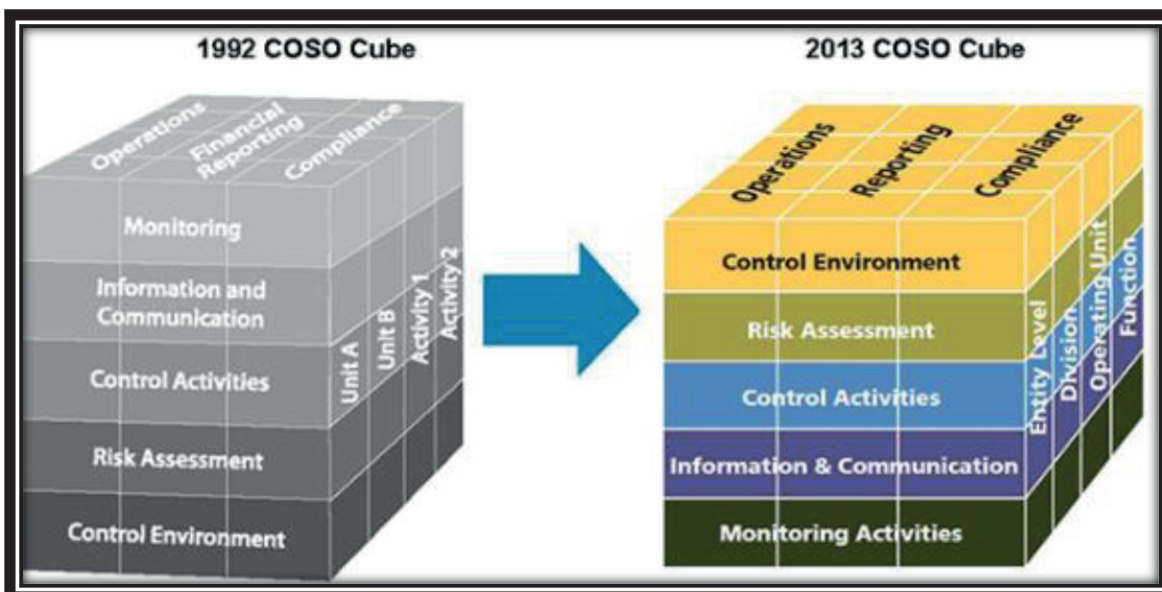 1992 COSO Cube
Operations
Financial
Reporting
Compliance
Monitoring
Information and
Communication
Control Activities
Risk Assessment
Control Environment
Unit A
Unit B
Activity 1
Activity 2
2013 COSO Cube
Operations
Reporting
Compliance
Control Environment
Risk Assessment
Control Activities
Information & Communication
Monitoring Activities
Entity Level
Division
Operating Unit
Function